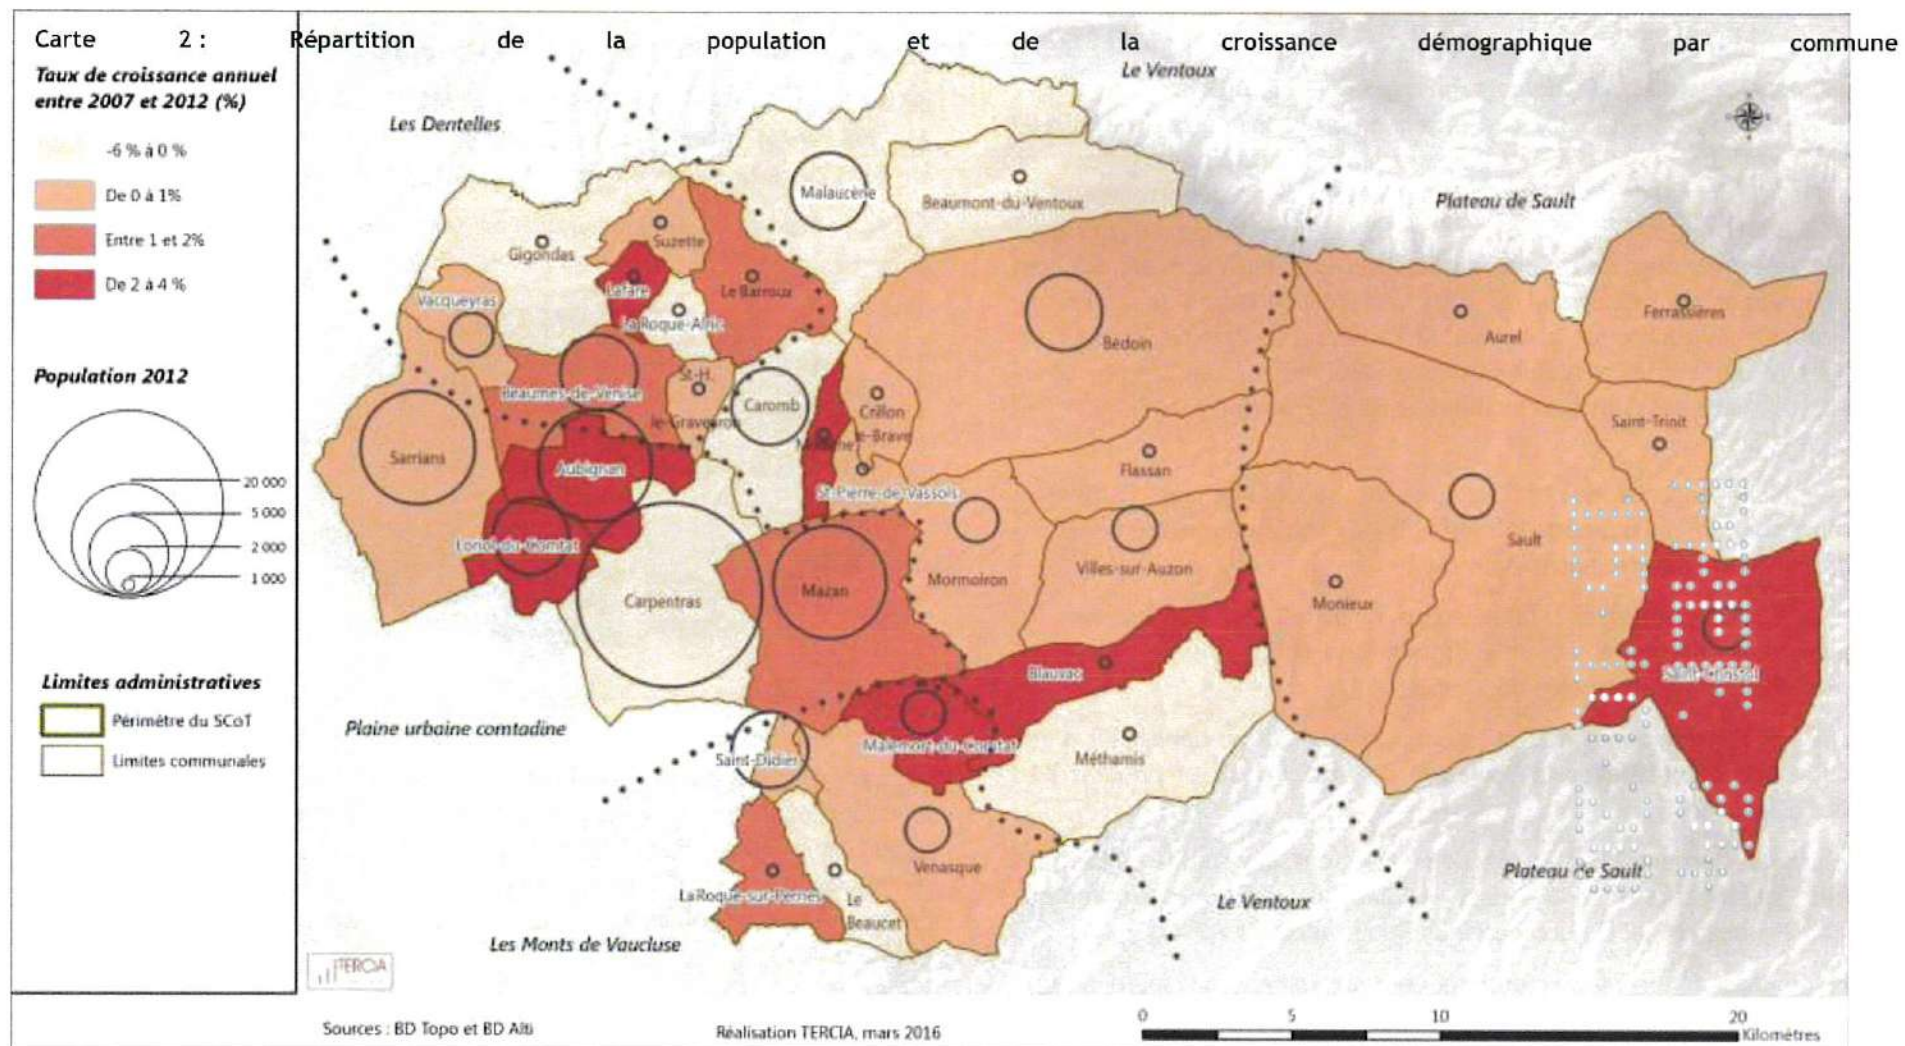 Carte 2 : Répartition de la population et de la croissance démographique par commune
Taux de croissance annuel
entre 2007 et 2012 (%)
-6 % à 0 %
De 0 à 1%
Entre 1 et 2%
De 2 à 4 %
Population 2012
20 000
5 000
2 000
1 000
Limites administratives
Périmètre du SCoT
Limites communales
Le Ventoux
Les Dentelles
Plateau de Sault
Malaucène
Beaumont-du-Ventoux
Gigondas
Suzette
Lafare
Le Barroux
Vacqueyras
La Roque-Alric
Bédoin
Aurel
Ferrassières
Beaumes-de-Venise
St-H.
le-Graveyron
Caromb
Crillon
le-Brave
Saint-Trinit
Sarrians
Aubignan
Flassan
St-Pierre-de-Vassols
Loriol-du-Comtat
Sault
Carpentras
Mazan
Mormoiron
Villes-sur-Auzon
Monieux
Blauvac
Saint-Christol
Plaine urbaine comtadine
Saint-Didier
Malemort-du-Comtat
Méthamis
Venasque
La Roque-sur-Pernes
Le
Beaucet
Plateau de Sault
Le Ventoux
Les Monts de Vaucluse
TERCIA
Sources : BD Topo et BD Alti
Réalisation TERCIA, mars 2016
0 5 10 20
Kilomètres